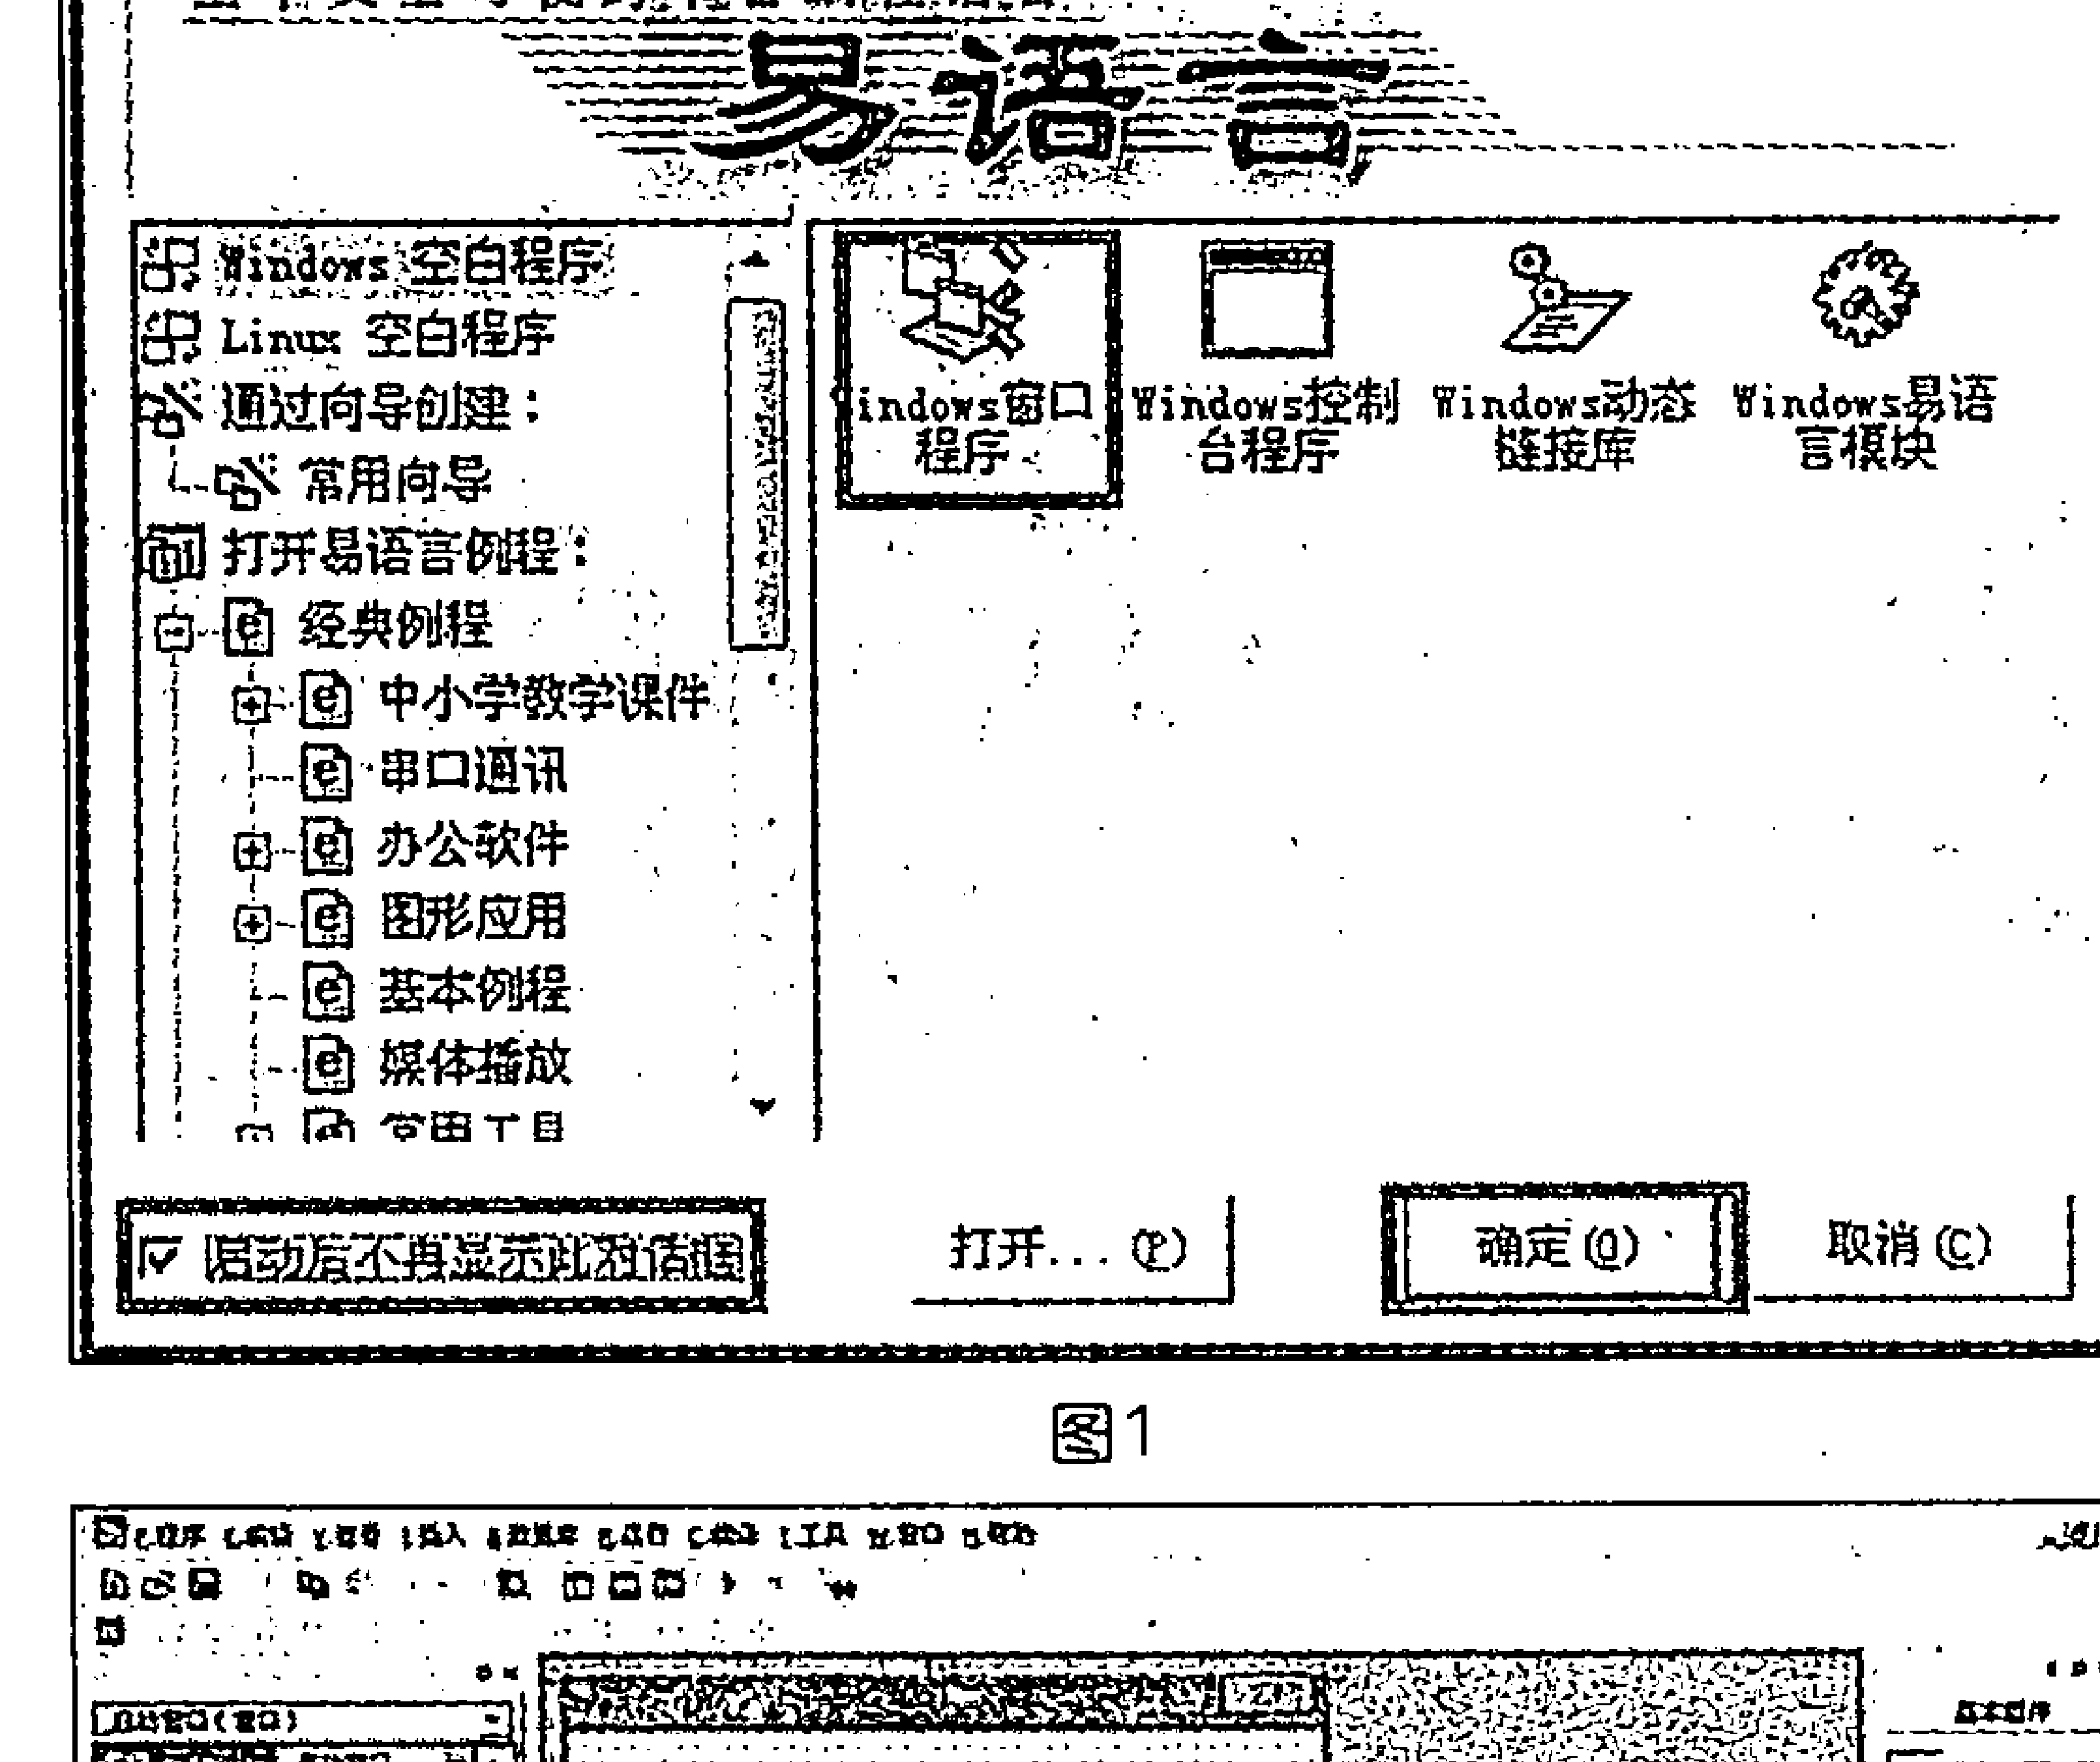 易语言
Windows 空白程序
Linux 空白程序
通过向导创建:
常用向导
打开易语言例程:
经典例程
中小学教学课件
串口通讯
办公软件
图形应用
基本例程
媒体播放
常用工具
indows窗口
程序
Windows控制
台程序
Windows动态
链接库
Windows易语
言模块
启动后不再显示此对话框
打开...(P)
确定(O)
取消(C)
图1